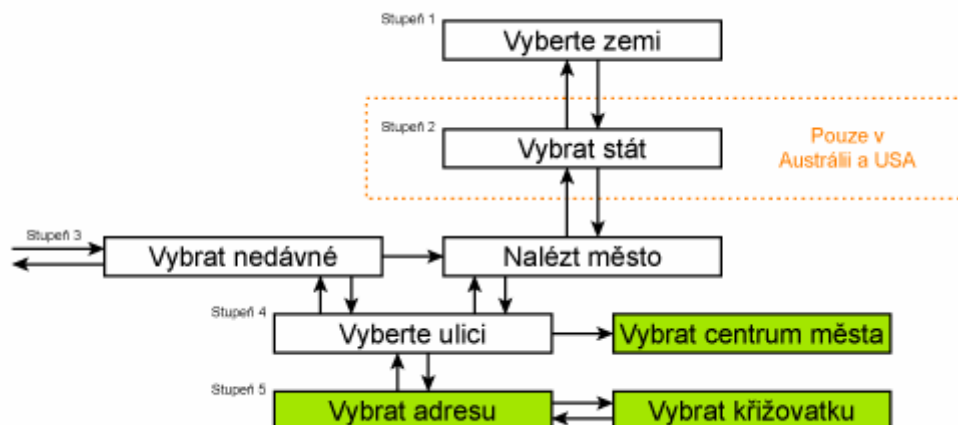 Stupeň 1
Vyberte zemi
Stupeň 2
Vybrat stát
Pouze v
Austrálii a USA
Stupeň 3
Vybrat nedávné
Nalézt město
Stupeň 4
Vyberte ulici
Vybrat centrum města
Stupeň 5
Vybrat adresu
Vybrat křižovatku